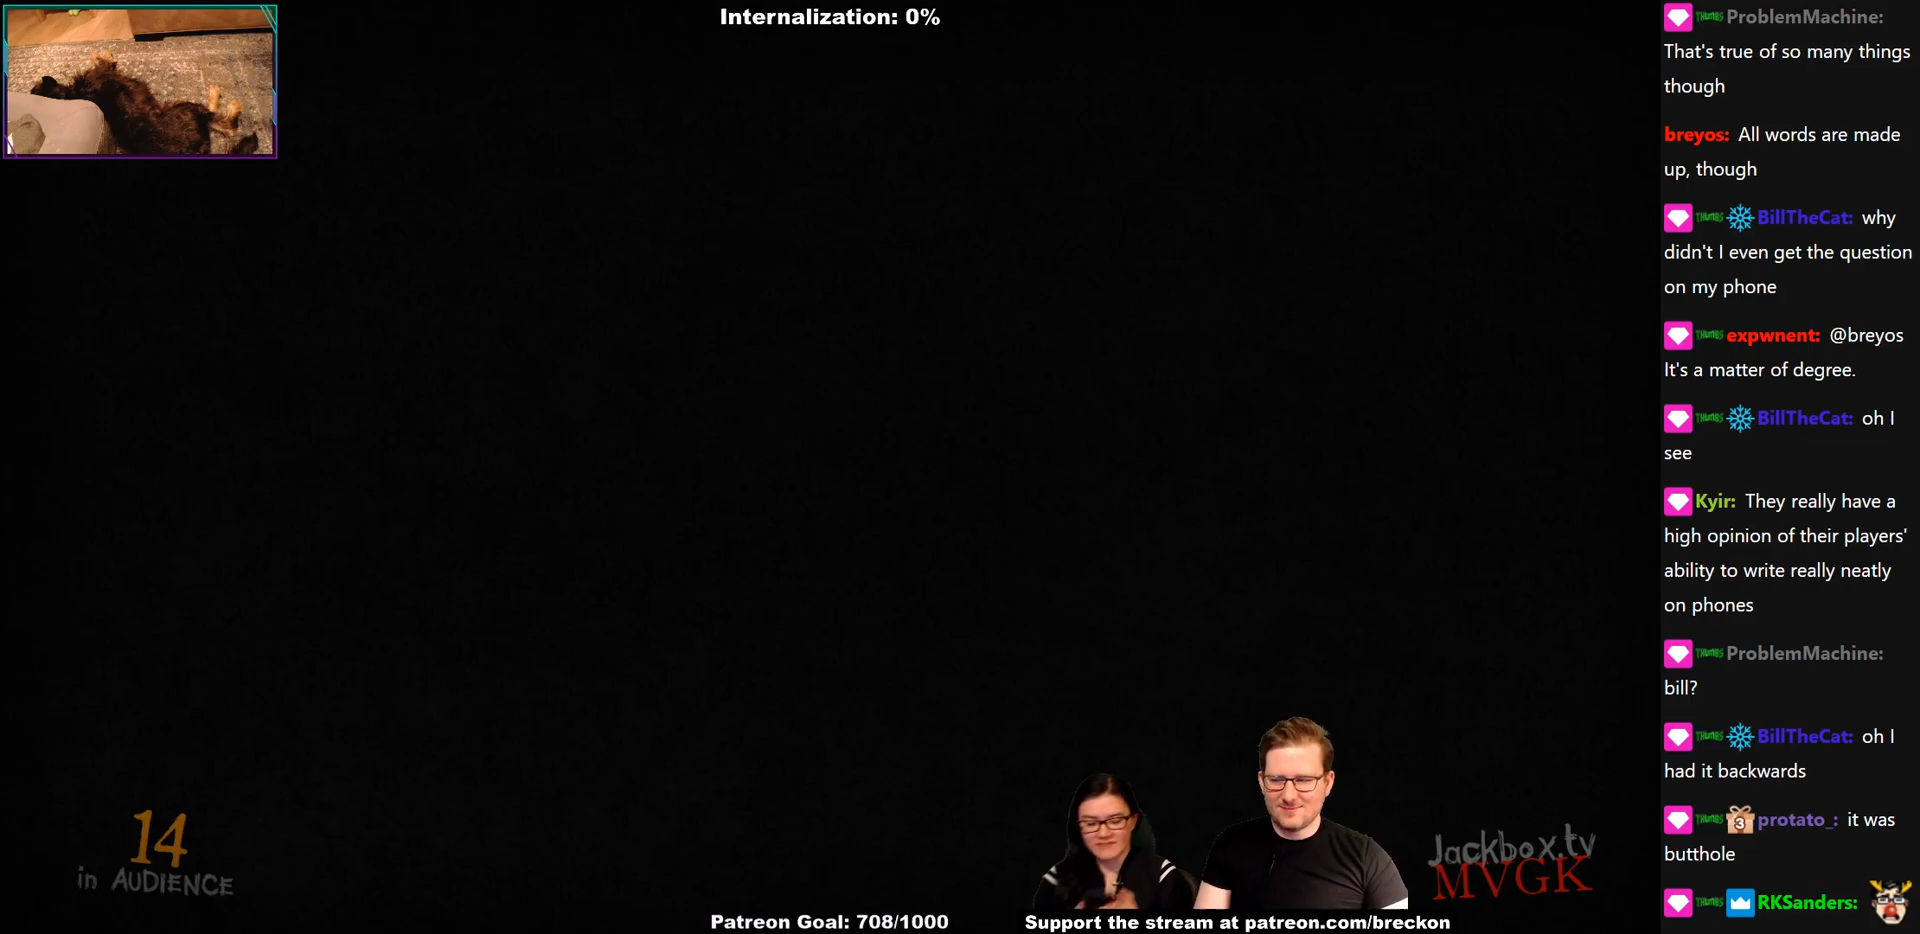 Internalization: 0%
ProblemMachine:
That's true of so many things
though
breyos: All words are made
up, though
BillTheCat: why
didn't I even get the question
on my phone
expwnent: @breyos
It's a matter of degree.
BillTheCat: oh I
see
Kyir: They really have a
high opinion of their players'
ability to write really neatly
on phones
ProblemMachine:
bill?
BillTheCat: oh I
had it backwards
3 protato_: it was
butthole
RKSanders:
14
in AUDIENCE
Jackbox.tv
MVGK
Patreon Goal: 708/1000
Support the stream at patreon.com/breckon